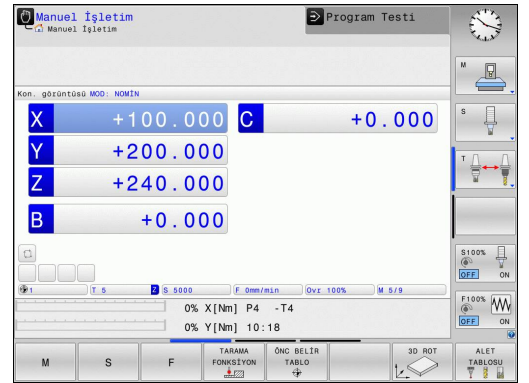 Manuel İşletim
Manuel İşletim
Program Testi
Kon. görüntüsü MOD: NOMİN
X +100.000
C +0.000
Y +200.000
Z +240.000
B +0.000
M
S
T
1 T 5 Z S 5000 F 0mm/min Ovr 100% M 5/9
0% X[Nm] P4 -T4
0% Y[Nm] 10:18
S100%
OFF ON
F100%
OFF ON
M
S
F
TARAMA FONKSİYON
ÖNC BELİR TABLO
3D ROT
ALET TABLOSU